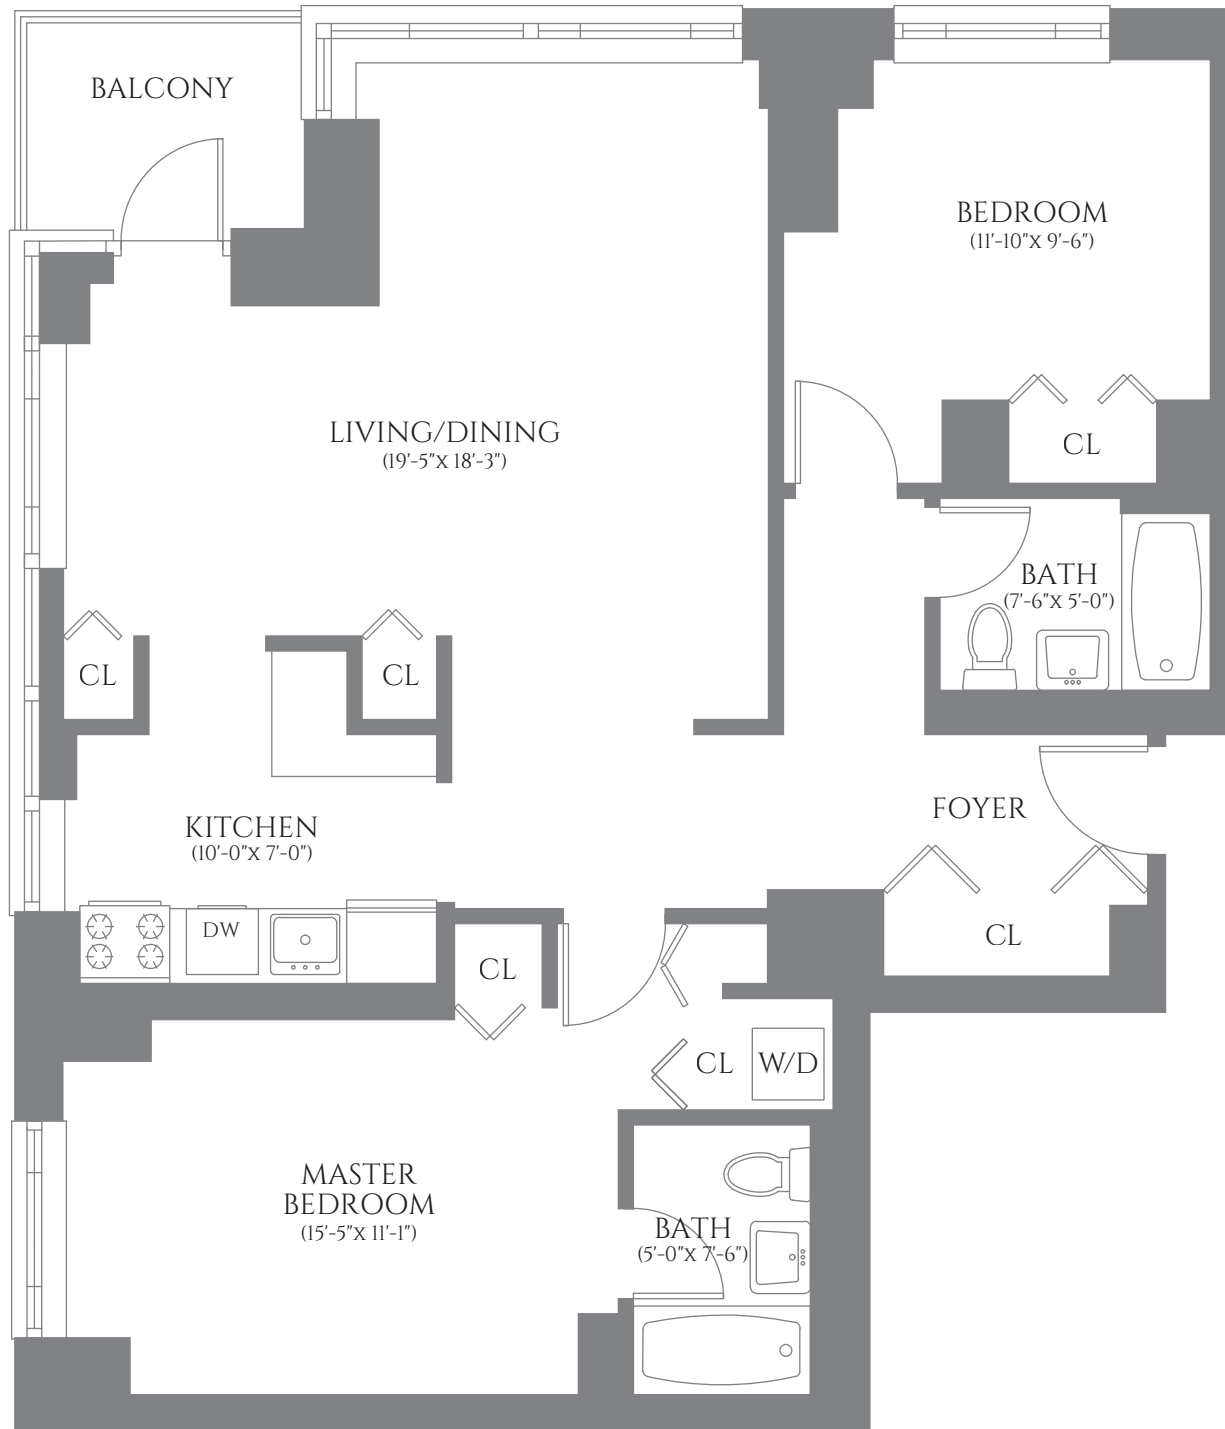 BALCONY
BEDROOM
(11'-10"X 9'-6")
LIVING/DINING
(19'-5"X 18'-3")
CL
BATH
(7'-6"X 5'-0")
CL
CL
FOYER
KITCHEN
(10'-0"X 7'-0")
DW
CL
CL
CL
W/D
MASTER
BEDROOM
(15'-5"X 11'-1")
BATH
(5'-0"X 7'-6")